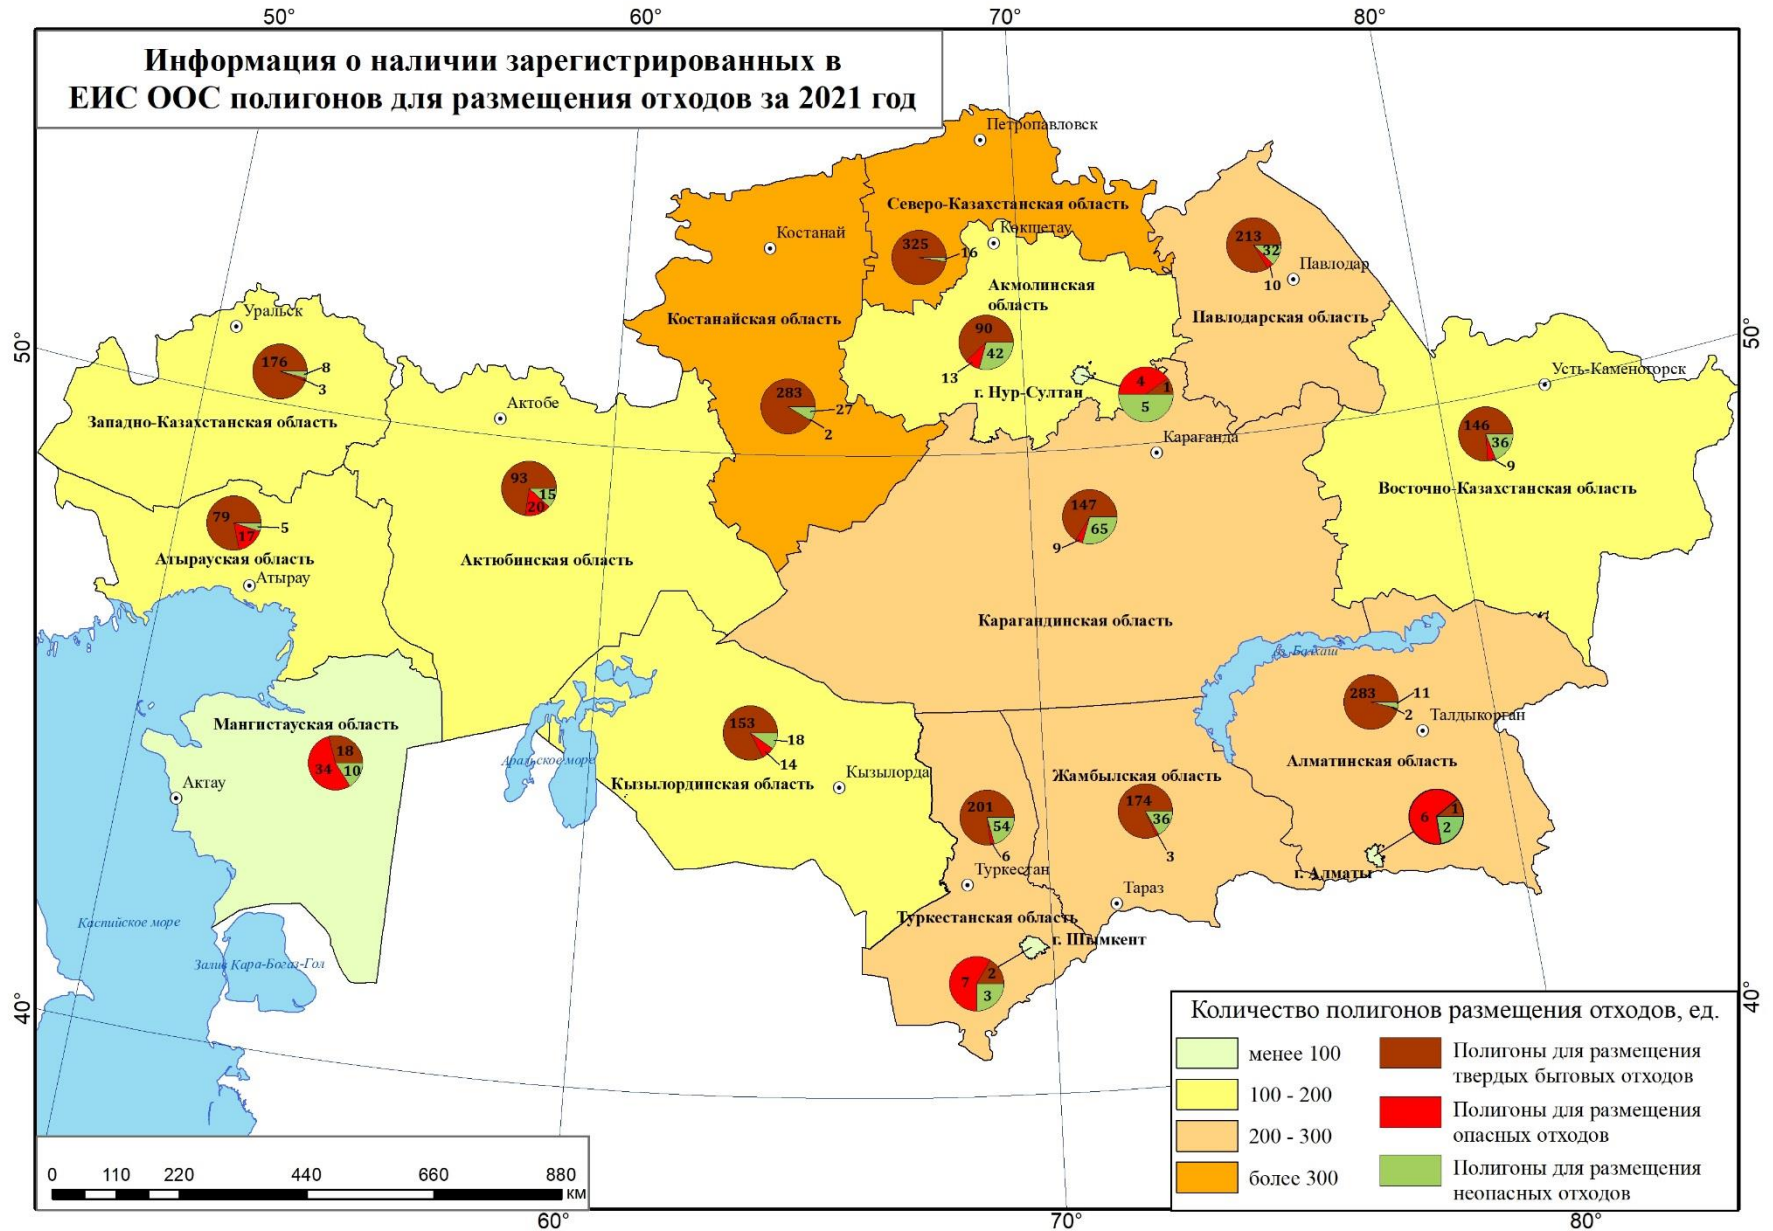 50°
60°
70°
80°
Информация о наличии зарегистрированных в
ЕИС ООС полигонов для размещения отходов за 2021 год
Петропавловск
Северо-Казахстанская область
325
16
Кокшетау
Костанай
213
32
10
Павлодар
Павлодарская область
Акмолинская
область
90
42
13
г. Нур-Султан
4
1
5
Костанайская область
283
27
2
Уральск
176
8
3
Западно-Казахстанская область
50°
50°
Актобе
93
15
20
Актюбинская область
Усть-Каменогорск
146
36
9
Восточно-Казахстанская область
Караганда
147
65
9
Карагандинская область
79
5
17
Атырауская область
Атырау
оз. Балхаш
283
11
2
Талдыкорган
Алматинская область
Мангистауская область
18
34
10
Актау
153
18
14
Аральское море
Кызылординская область
Кызылорда
Жамбылская область
174
36
3
201
54
6
Туркестан
Тараз
6
1
2
г. Алматы
Туркестанская область
г. Шымкент
7
2
3
Каспийское море
Залив Кара-Богаз-Гол
40°
40°
Количество полигонов размещения отходов, ед.
менее 100
100 - 200
200 - 300
более 300
Полигоны для размещения
твердых бытовых отходов
Полигоны для размещения
опасных отходов
Полигоны для размещения
неопасных отходов
0 110 220 440 660 880
км
60°
70°
80°